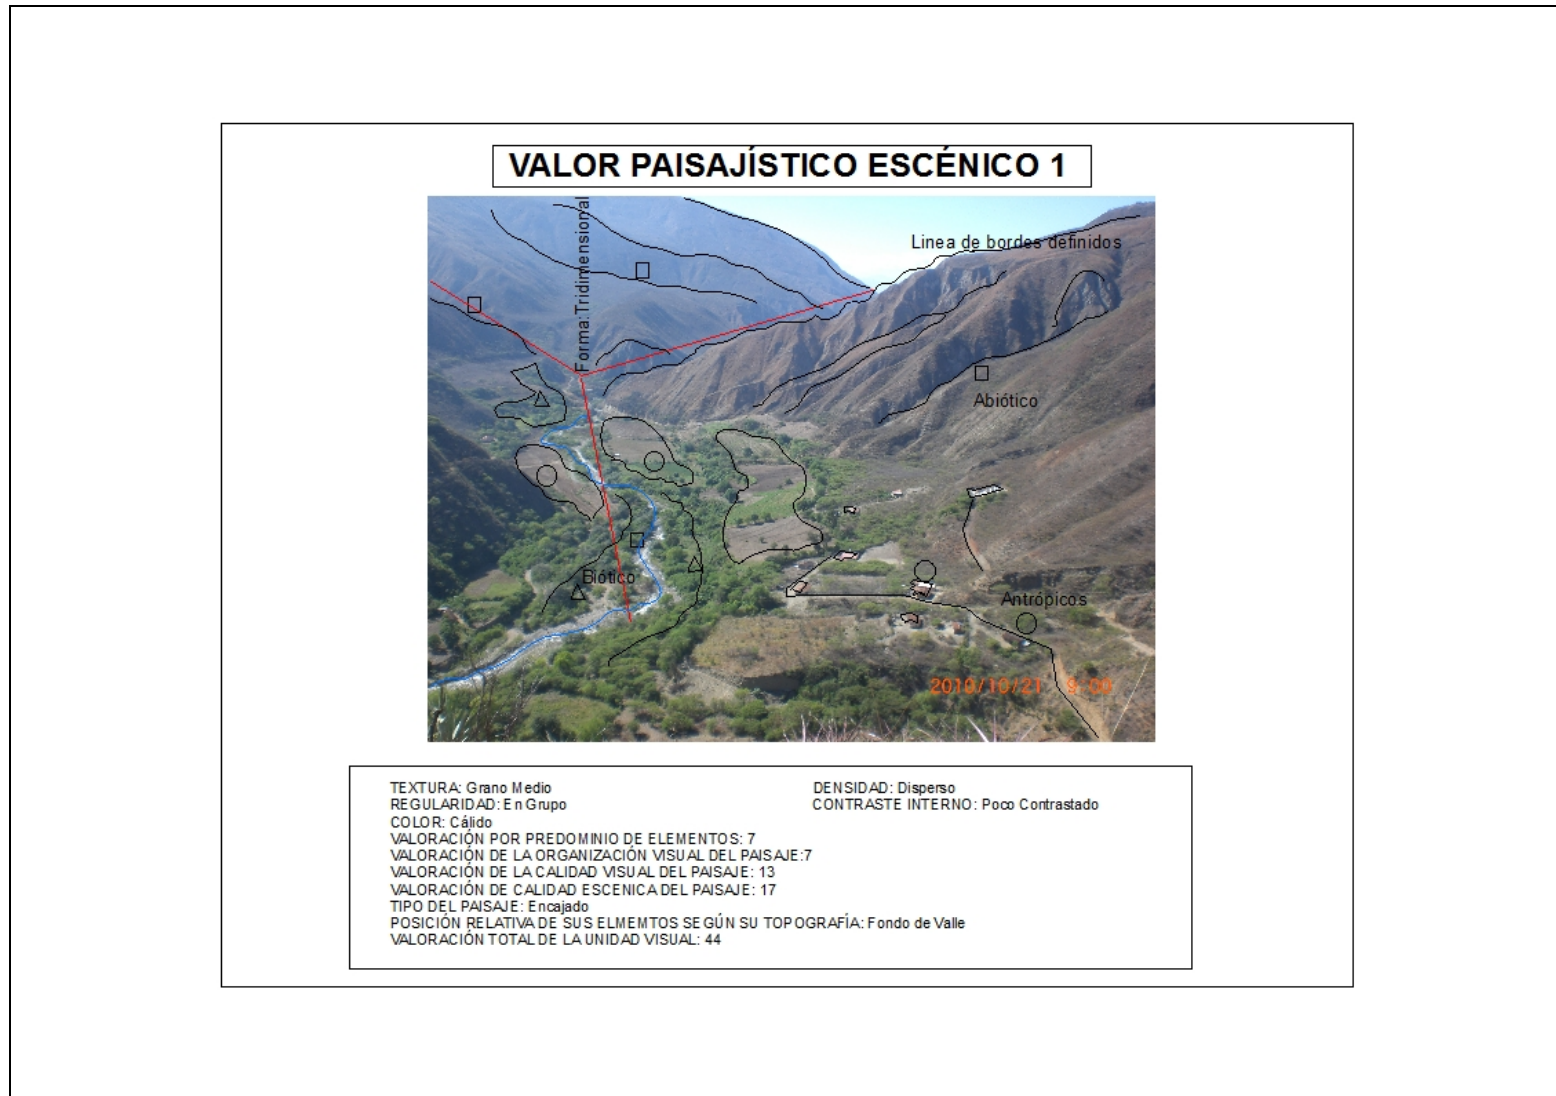 VALOR PAISAJÍSTICO ESCÉNICO 1
Forma:Tridimensional
Linea de bordes definidos
Abiótico
Biótico
Antrópicos
2010/10/21 9:00
TEXTURA: Grano Medio
DENSIDAD: Disperso
REGULARIDAD: En Grupo
CONTRASTE INTERNO: Poco Contrastado
COLOR: Cálido
VALORACIÓN POR PREDOMINIO DE ELEMENTOS: 7
VALORACIÓN DE LA ORGANIZACIÓN VISUAL DEL PAISAJE:7
VALORACIÓN DE LA CALIDAD VISUAL DEL PAISAJE: 13
VALORACIÓN DE CALIDAD ESCENICA DEL PAISAJE: 17
TIPO DEL PAISAJE: Encajado
POSICIÓN RELATIVA DE SUS ELMEMTOS SEGÚN SU TOPOGRAFÍA: Fondo de Valle
VALORACIÓN TOTAL DE LA UNIDAD VISUAL: 44